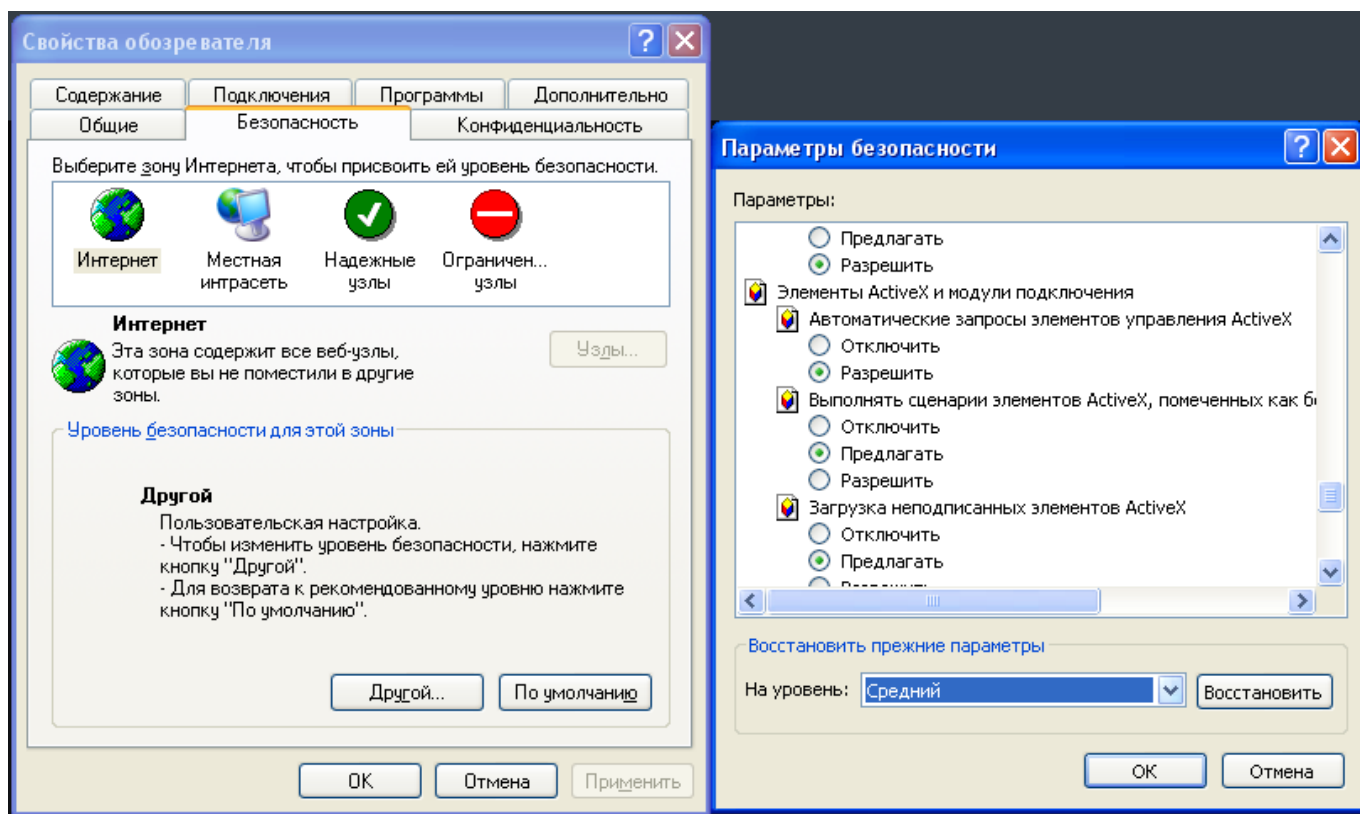 Свойства обозревателя
Содержание
Подключения
Программы
Дополнительно
Общие
Безопасность
Конфиденциальность
Выберите зону Интернета, чтобы присвоить ей уровень безопасности.
Интернет
Местная
интрасеть
Надежные
узлы
Ограничен...
узлы
Интернет
Эта зона содержит все веб-узлы,
которые вы не поместили в другие
зоны.
Узлы...
Уровень безопасности для этой зоны
Другой
Пользовательская настройка.
- Чтобы изменить уровень безопасности, нажмите
кнопку "Другой".
- Для возврата к рекомендованному уровню нажмите
кнопку "По умолчанию".
Другой...
По умолчанию
ОК
Отмена
Применить
Параметры безопасности
Параметры:
Предлагать
Разрешить
Элементы ActiveX и модули подключения
Автоматические запросы элементов управления ActiveX
Отключить
Разрешить
Выполнять сценарии элементов ActiveX, помеченных как
Отключить
Предлагать
Разрешить
Загрузка неподписанных элементов ActiveX
Отключить
Предлагать
Восстановить прежние параметры
На уровень:
Средний
Восстановить
ОК
Отмена